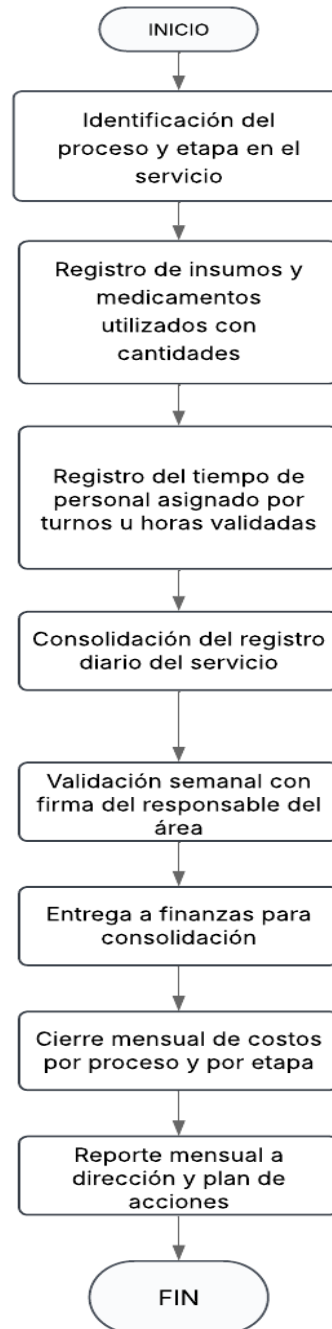 INICIO
Identificación del
proceso y etapa en el
servicio
Registro de insumos y
medicamentos
utilizados con
cantidades
Registro del tiempo de
personal asignado por
turnos u horas validadas
Consolidación del registro
diario del servicio
Validación semanal con
firma del responsable del
área
Entrega a finanzas para
consolidación
Cierre mensual de costos
por proceso y por etapa
Reporte mensual a
dirección y plan de
acciones
FIN